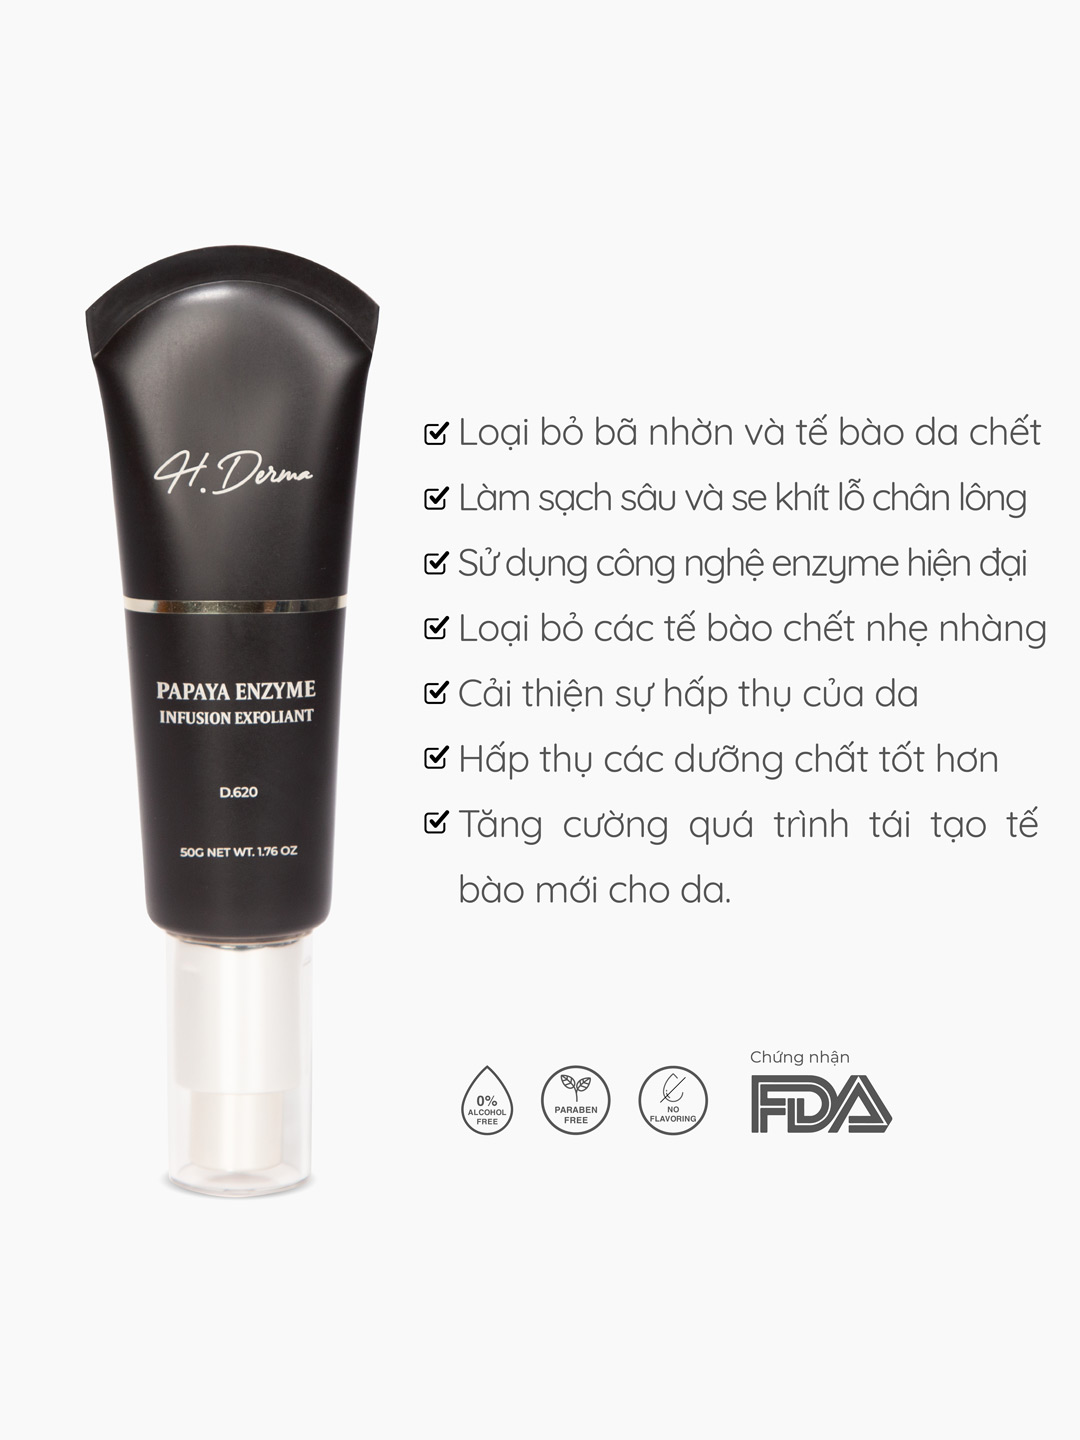 H. Derma
PAPAYA ENZYME
INFUSION EXFOLIANT
D.620
50G NET WT. 1.76 OZ
Loại bỏ bã nhờn và tế bào da chết
Làm sạch sâu và se khít lỗ chân lông
Sử dụng công nghệ enzyme hiện đại
Loại bỏ các tế bào chết nhẹ nhàng
Cải thiện sự hấp thụ của da
Hấp thụ các dưỡng chất tốt hơn
Tăng cường quá trình tái tạo tế
bào mới cho da.
0%
ALCOHOL
FREE
PARABEN
FREE
NO
FLAVORING
Chứng nhận
FDA